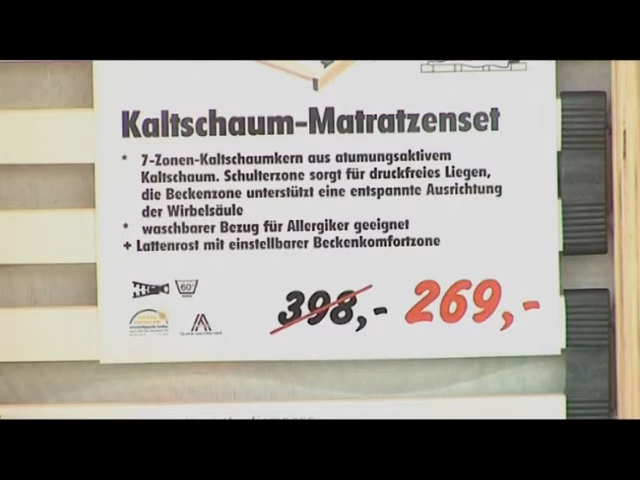 Kaltschaum-Matratzenset
* 7-Zonen-Kaltschaumkern aus atumungsaktivem
Kaltschaum. Schulterzone sorgt für druckfreies Liegen,
die Beckenzone unterstützt eine entspannte Ausrichtung
der Wirbelsäule
* waschbarer Bezug für Allergiker geeignet
+ Lattenrost mit einstellbarer Beckenkomfortzone
60°
398,- 269,-